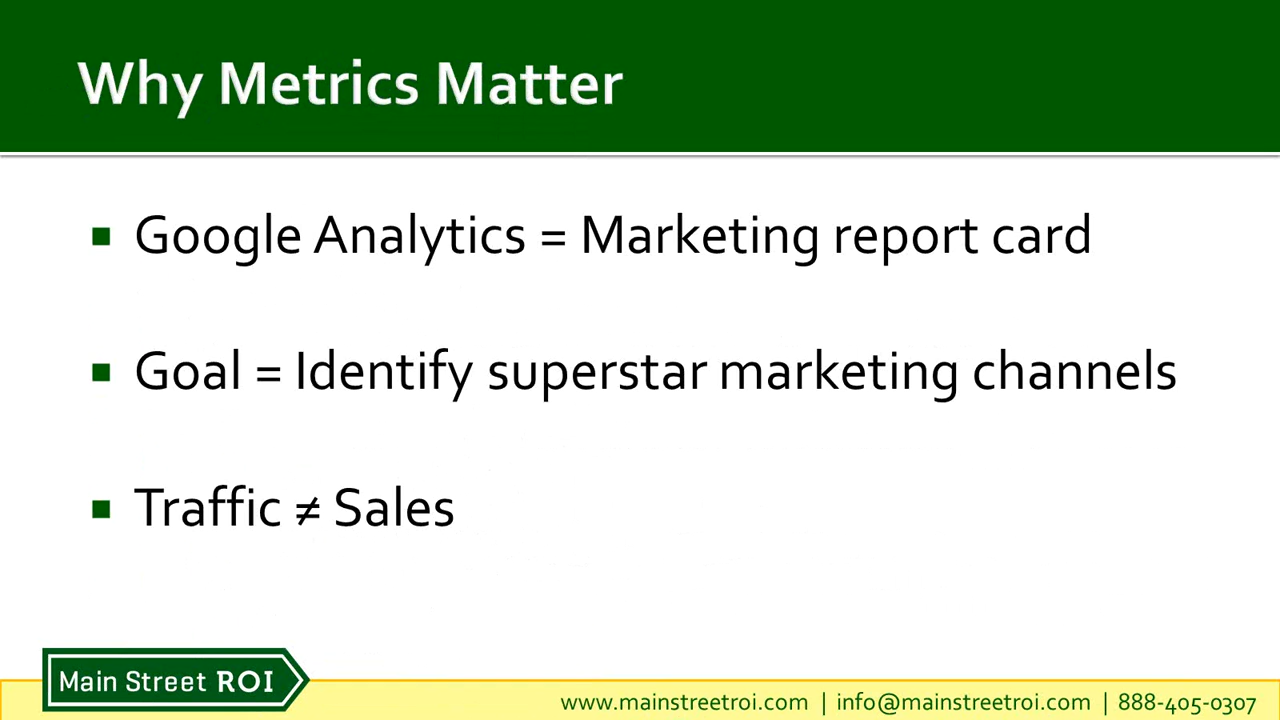 Why Metrics Matter
Google Analytics = Marketing report card
Goal = Identify superstar marketing channels
Traffic ≠ Sales
Main Street ROI
www.mainstreetroi.com | info@mainstreetroi.com | 888-405-0307